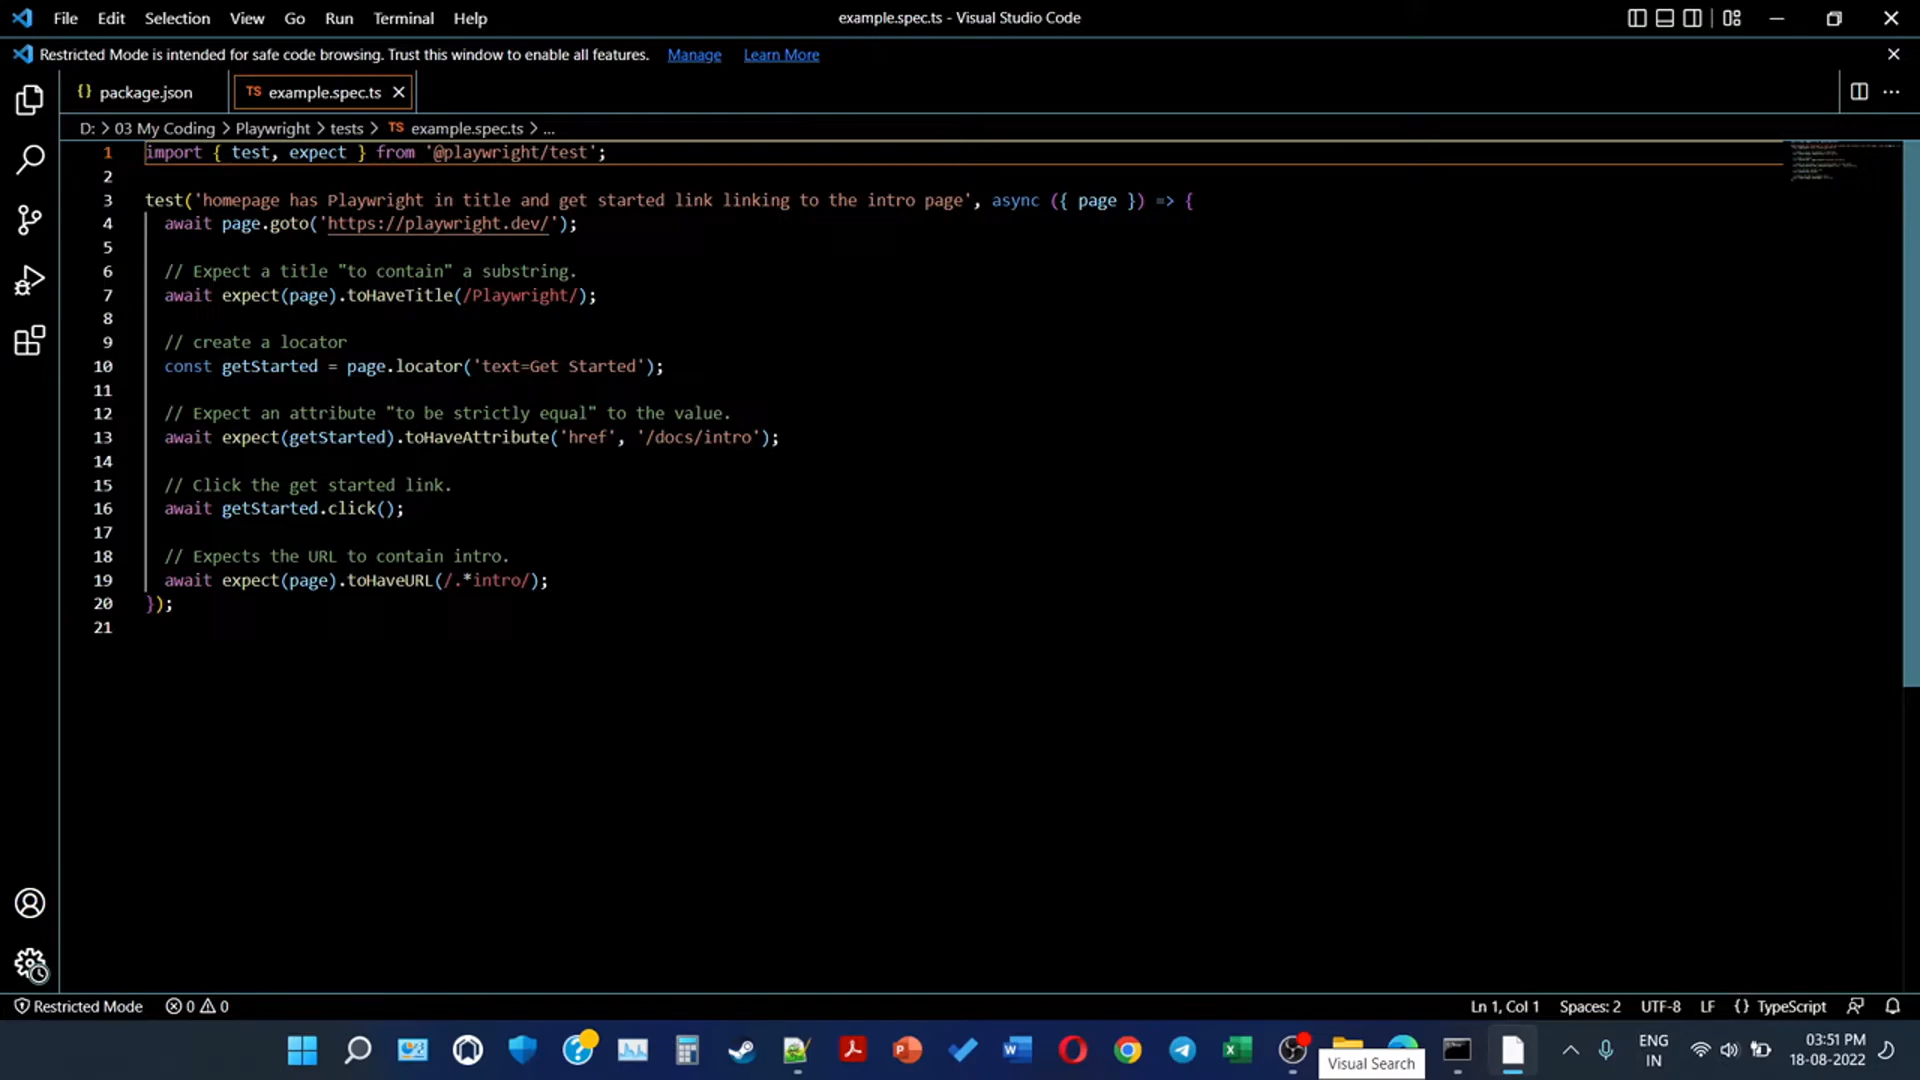 File Edit Selection View Go Run Terminal Help example.spec.ts - Visual Studio Code
Restricted Mode is intended for safe code browsing. Trust this window to enable all features. Manage Learn More
{} package.json TS example.spec.ts
D: > 03 My Coding > Playwright > tests > TS example.spec.ts > ...
1 import { test, expect } from '@playwright/test';
2
3 test('homepage has Playwright in title and get started link linking to the intro page', async ({ page }) => {
4 await page.goto('https://playwright.dev/');
5
6 // Expect a title "to contain" a substring.
7 await expect(page).toHaveTitle(/Playwright/);
8
9 // create a locator
10 const getStarted = page.locator('text=Get Started');
11
12 // Expect an attribute "to be strictly equal" to the value.
13 await expect(getStarted).toHaveAttribute('href', '/docs/intro');
14
15 // Click the get started link.
16 await getStarted.click();
17
18 // Expects the URL to contain intro.
19 await expect(page).toHaveURL(/.*intro/);
20 });
21
Restricted Mode 0 0 Ln 1, Col 1 Spaces: 2 UTF-8 LF {} TypeScript
ENG 03:51 PM
IN 18-08-2022
Visual Search